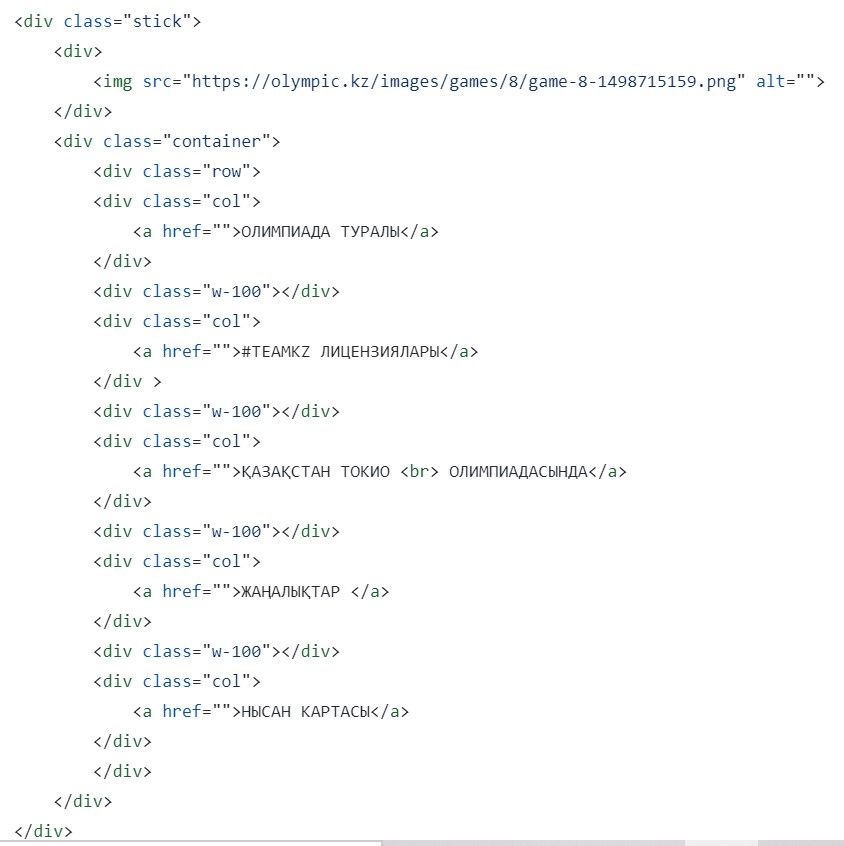 <div class="stick">
    <div>
        <img src="https://olympic.kz/images/games/8/game-8-1498715159.png" alt="">
    </div>
    <div class="container">
        <div class="row">
        <div class="col">
            <a href="">ОЛИМПИАДА ТУРАЛЫ</a>
        </div>
        <div class="w-100"></div>
        <div class="col">
            <a href="">#TEAMKZ ЛИЦЕНЗИЯЛАРЫ</a>
        </div >
        <div class="w-100"></div>
        <div class="col">
            <a href="">ҚАЗАҚСТАН ТОКИО <br> ОЛИМПИАДАСЫНДА</a>
        </div>
        <div class="w-100"></div>
        <div class="col">
            <a href="">ЖАҢАЛЫҚТАР </a>
        </div>
        <div class="w-100"></div>
        <div class="col">
            <a href="">НЫСАН КАРТАСЫ</a>
        </div>
        </div>
    </div>
</div>